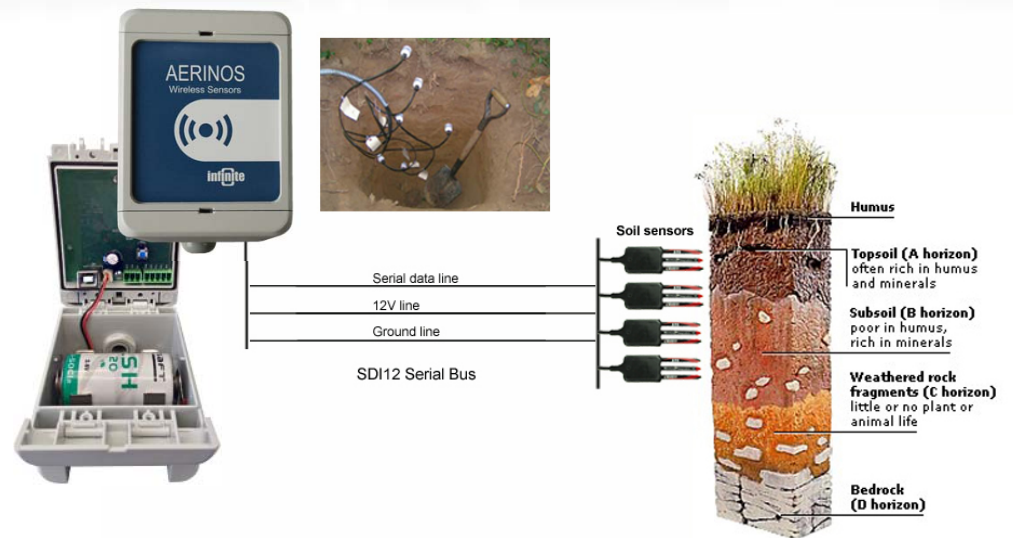 AERINOS
Wireless Sensors
infinite
LSH
20
Soil sensors
Serial data line
12V line
Ground line
SDI12 Serial Bus
Humus
Topsoil (A horizon)
often rich in humus
and minerals
Subsoil (B horizon)
poor in humus,
rich in minerals
Weathered rock
fragments (C horizon)
little or no plant or
animal life
Bedrock
(D horizon)